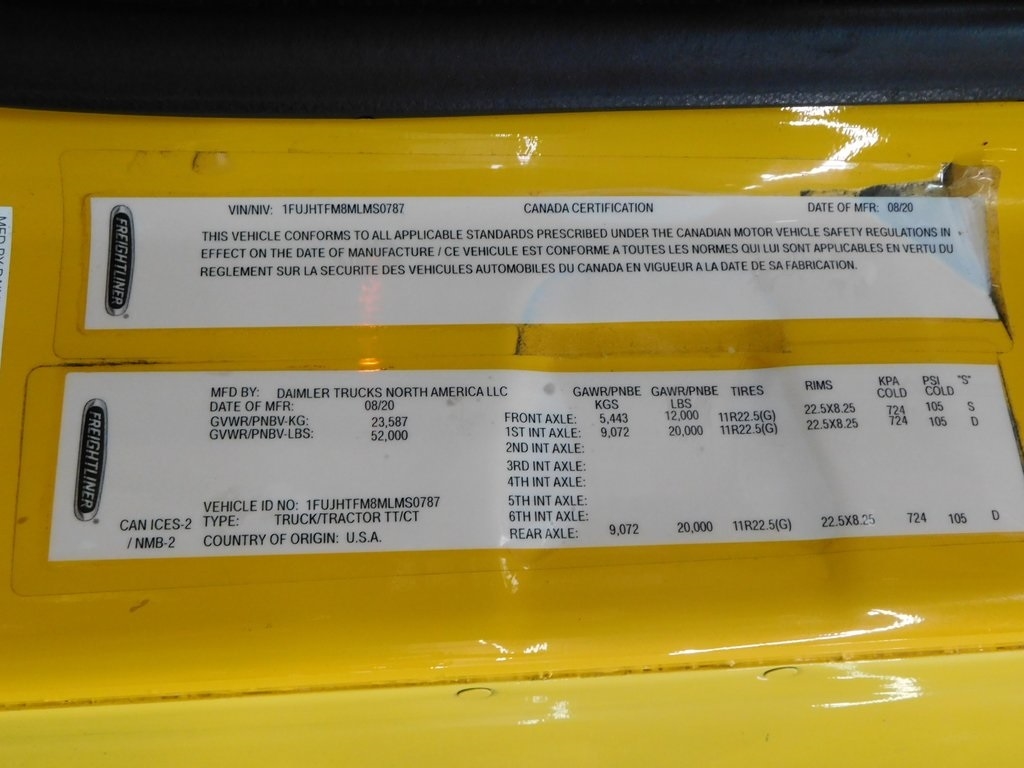 VIN/NIV: 1FUJHTFM8MLMS0787 CANADA CERTIFICATION DATE OF MFR: 08/20
THIS VEHICLE CONFORMS TO ALL APPLICABLE STANDARDS PRESCRIBED UNDER THE CANADIAN MOTOR VEHICLE SAFETY REGULATIONS IN
EFFECT ON THE DATE OF MANUFACTURE / CE VEHICULE EST CONFORME A TOUTES LES NORMES QUI LUI SONT APPLICABLES EN VERTU DU
REGLEMENT SUR LA SECURITE DES VEHICULES AUTOMOBILES DU CANADA EN VIGUEUR A LA DATE DE SA FABRICATION.
FREIGHTLINER
FREIGHTLINER
MFD BY: DAIMLER TRUCKS NORTH AMERICA LLC
DATE OF MFR: 08/20
GVWR/PNBV-KG: 23,587
GVWR/PNBV-LBS: 52,000
VEHICLE ID NO: 1FUJHTFM8MLMS0787
CAN ICES-2 TYPE: TRUCK/TRACTOR TT/CT
/ NMB-2 COUNTRY OF ORIGIN: U.S.A.
GAWR/PNBE GAWR/PNBE TIRES RIMS KPA PSI "S"
KGS LBS COLD COLD
FRONT AXLE: 5,443 12,000 11R22.5(G) 22.5X8.25 724 105 S
1ST INT AXLE: 9,072 20,000 11R22.5(G) 22.5X8.25 724 105 D
2ND INT AXLE:
3RD INT AXLE:
4TH INT AXLE:
5TH INT AXLE:
6TH INT AXLE:
REAR AXLE: 9,072 20,000 11R22.5(G) 22.5X8.25 724 105 D